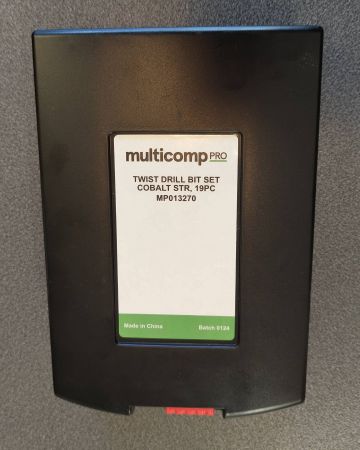 multicomp PRO
TWIST DRILL BIT SET
COBALT STR, 19PC
MP013270
Made in China Batch 0124